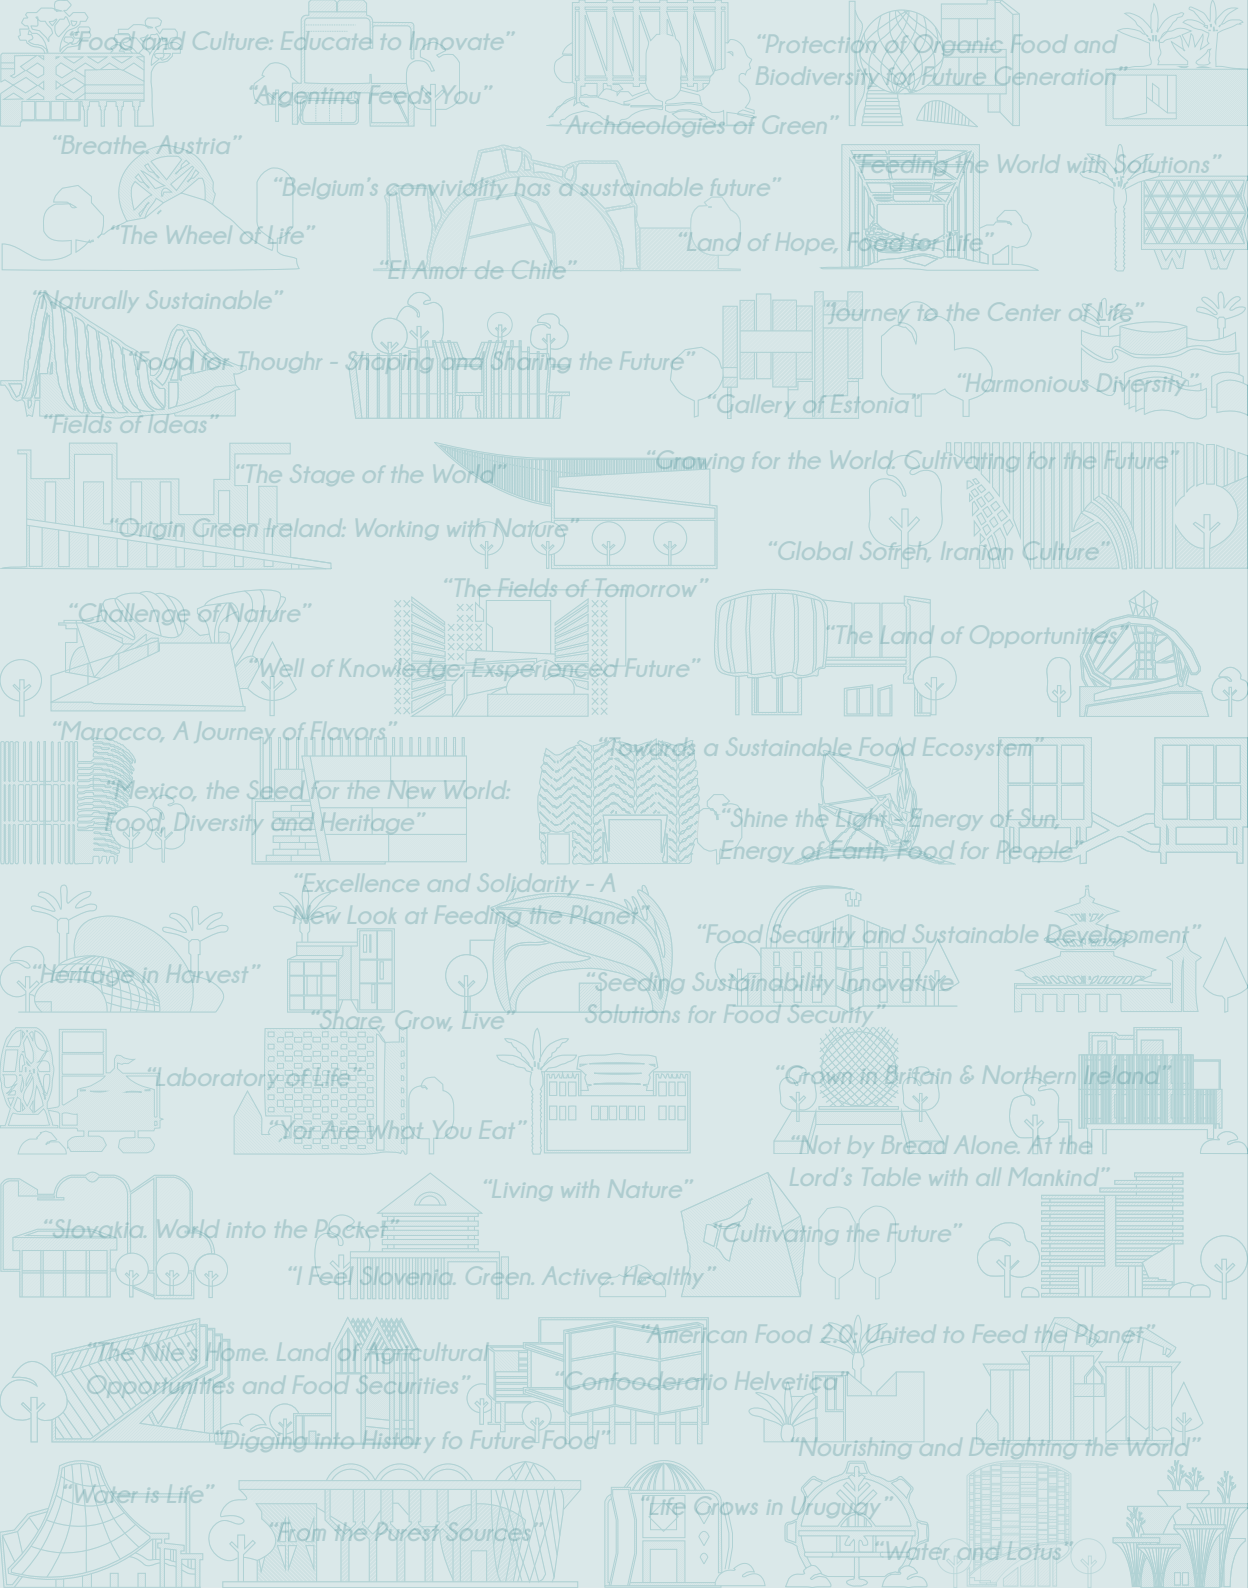 “Food and Culture: Educate to Innovate”
“Protection of Organic Food and
Biodiversity for Future Generation”
“Argentina Feeds You”
Archaeologies of Green”
“Breathe. Austria”
“Feeding the World with Solutions”
“Belgium’s conviviality has a sustainable future”
“The Wheel of Life”
“Land of Hope, Food for Life”
“El Amor de Chile”
“Naturally Sustainable”
“Journey to the Center of Life”
“Food for Thoughr - Shaping and Sharing the Future”
“Harmonious Diversity”
“Gallery of Estonia”
“Fields of Ideas”
“The Stage of the World”
“Growing for the World. Cultivating for the Future”
“Origin Green Ireland: Working with Nature”
“Global Sofreh, Iranian Culture”
“The Fields of Tomorrow”
“Challenge of Nature”
“The Land of Opportunities”
“Well of Knowledge: Exsperienced Future”
“Marocco, A Journey of Flavors”
“Towards a Sustainable Food Ecosystem”
“Mexico, the Seed for the New World:
Food, Diversity and Heritage”
“Shine the Light - Energy of Sun,
Energy of Earth, Food for People”
“Excellence and Solidarity - A
New Look at Feeding the Planet”
“Food Security and Sustainable Development”
“Heritage in Harvest”
“Seeding Sustainability Innovative
Solutions for Food Security”
“Share, Grow, Live”
“Laboratory of Life”
“Grown in Britain & Northern Ireland”
“Yor Are What You Eat”
“Not by Bread Alone. At the
Lord’s Table with all Mankind”
“Living with Nature”
“Slovakia. World into the Pocket”
“Cultivating the Future”
“I Feel Slovenia. Green. Active. Healthy”
“American Food 2.0: United to Feed the Planet”
“The Nile’s Home. Land of Agricultural
Opportunities and Food Securities”
“Confooderatio Helvetica”
“Digging into History fo Future Food”
“Nourishing and Delighting the World”
“Water is Life”
“Life Grows in Uruguay”
“From the Purest Sources”
“Water and Lotus”